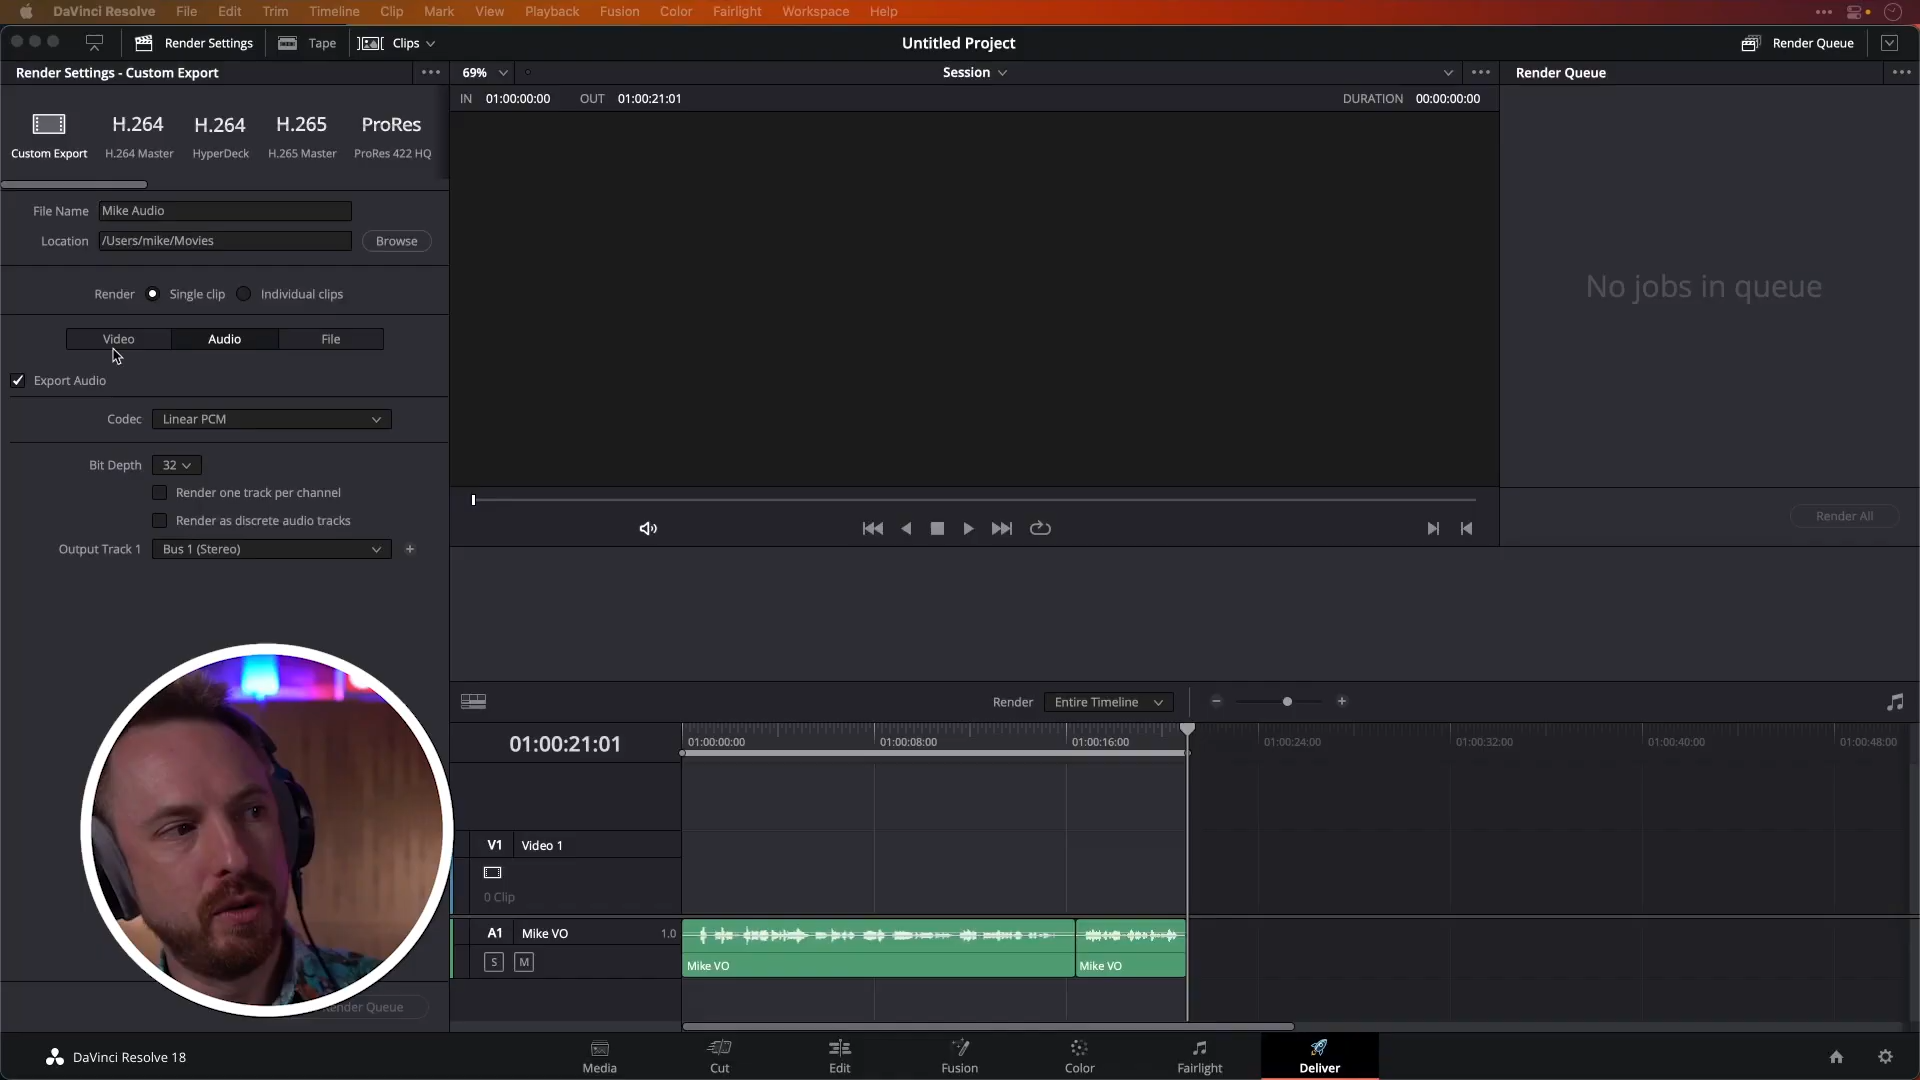 DaVinci Resolve File Edit Trim Timeline Clip Mark View Playback Fusion Color Fairlight Workspace Help
Render Settings Tape Clips Untitled Project Render Queue
Render Settings - Custom Export 69% Session Render Queue
IN 01:00:00:00 OUT 01:00:21:01 DURATION 00:00:00:00
H.264 H.264 H.265 ProRes
Custom Export H.264 Master HyperDeck H.265 Master ProRes 422 HQ
File Name Mike Audio
Location /Users/mike/Movies Browse
No jobs in queue
Render Single clip Individual clips
Video Audio File
Export Audio
Codec Linear PCM
Bit Depth 32
Render one track per channel
Render as discrete audio tracks
Render All
Output Track 1 Bus 1 (Stereo)
Render Entire Timeline
01:00:21:01 01:00:00:00 01:00:08:00 01:00:16:00 01:00:24:00 01:00:32:00 01:00:40:00 01:00:48:00
V1 Video 1
0 Clip
A1 Mike VO 1.0
S M
Mike VO Mike VO
Render Queue
DaVinci Resolve 18
Media Cut Edit Fusion Color Fairlight Deliver